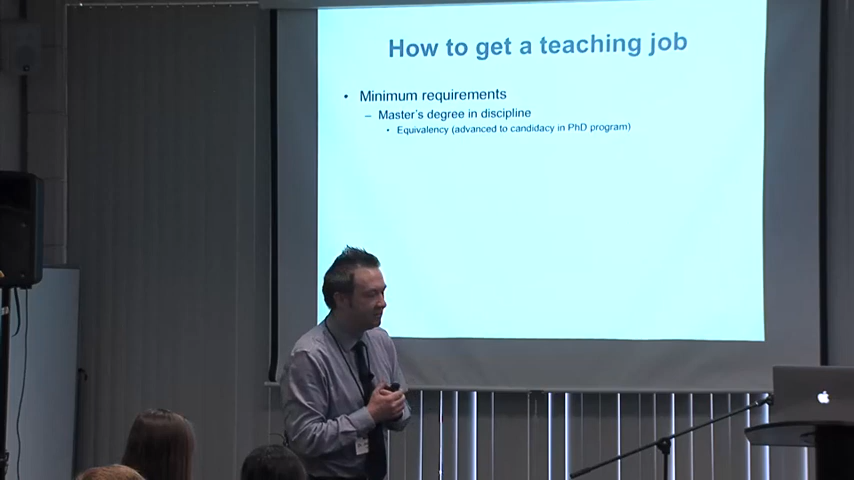 How to get a teaching job
• Minimum requirements
– Master's degree in discipline
• Equivalency (advanced to candidacy in PhD program)